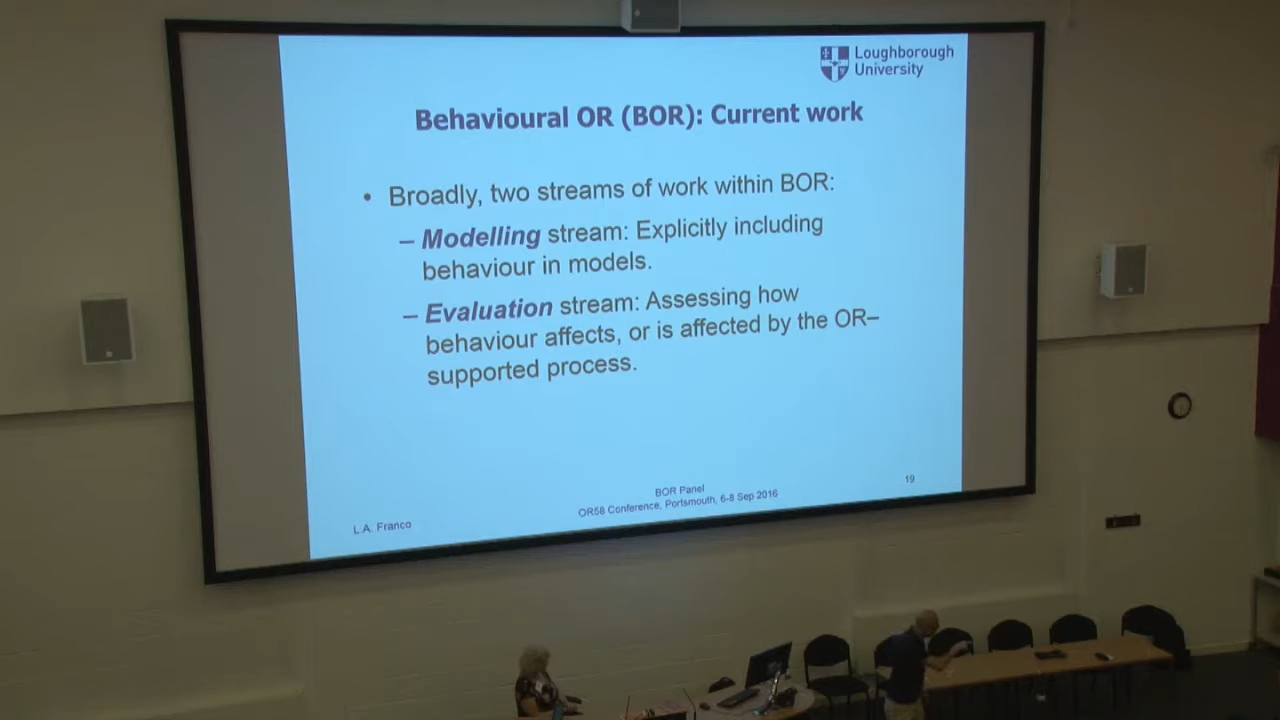 Loughborough
University
Behavioural OR (BOR): Current work
• Broadly, two streams of work within BOR:
– Modelling stream: Explicitly including
behaviour in models.
– Evaluation stream: Assessing how
behaviour affects, or is affected by the OR–
supported process.
L.A. Franco
BOR Panel
OR58 Conference, Portsmouth, 6-8 Sep 2016
19